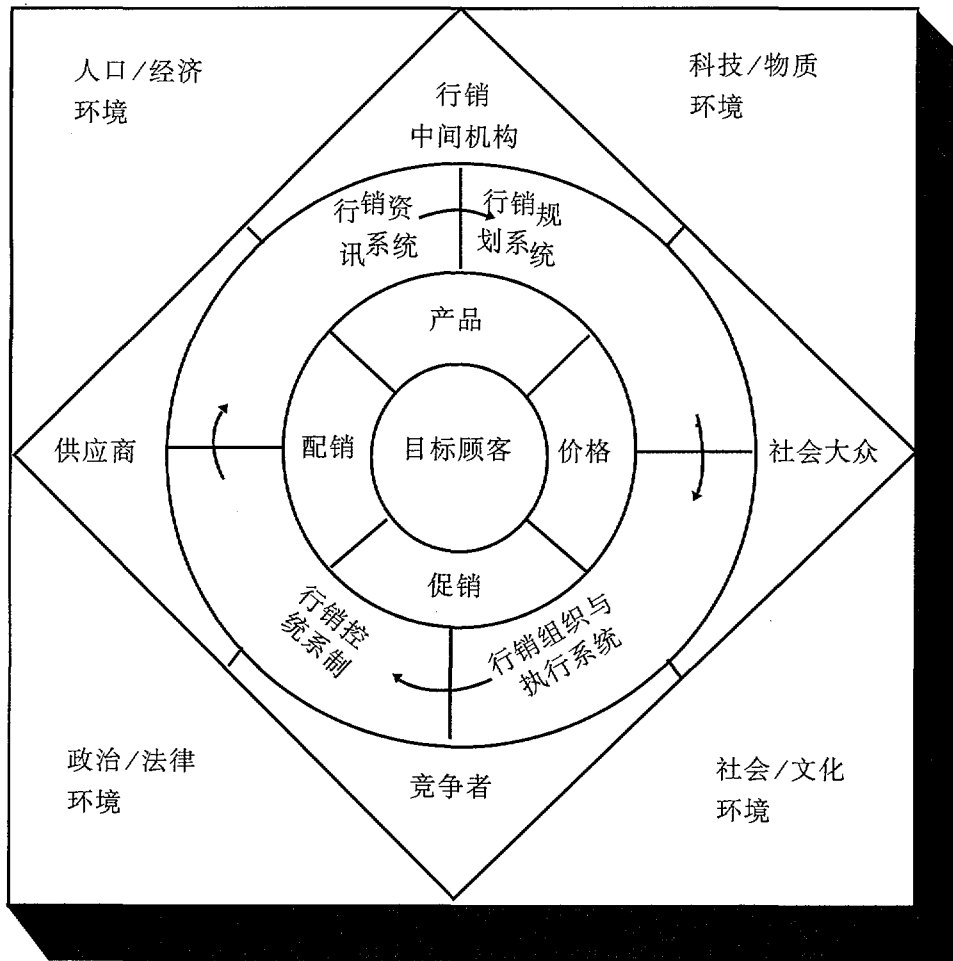 人口/经济
环境
科技/物质
环境
行销
中间机构
行销资
讯系统
行销规
划系统
产品
供应商
配销
目标顾客
价格
社会大众
促销
行销控
统系制
行销组织与
执行系统
政治/法律
环境
竞争者
社会/文化
环境